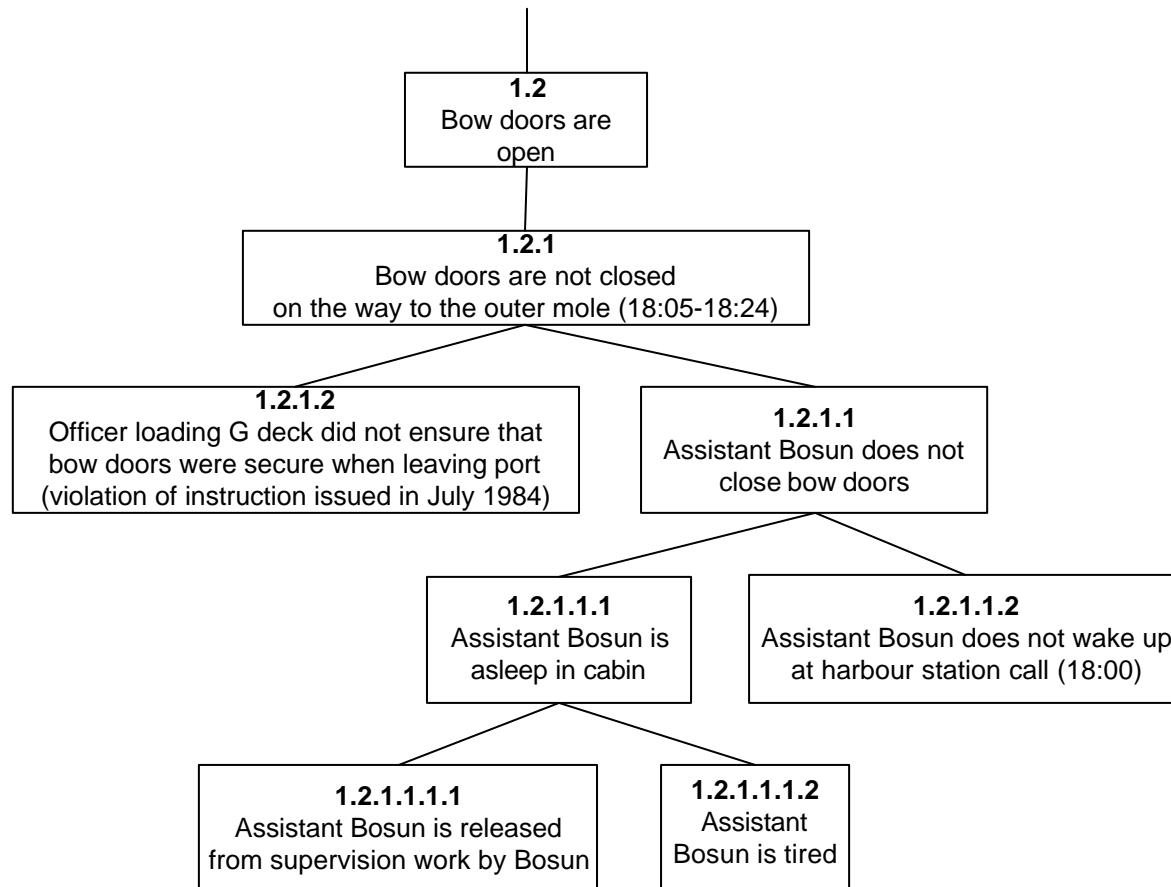 1.2
Bow doors are
open
1.2.1
Bow doors are not closed
on the way to the outer mole (18:05-18:24)
1.2.1.2
Officer loading G deck did not ensure that
bow doors were secure when leaving port
(violation of instruction issued in July 1984)
1.2.1.1
Assistant Bosun does not
close bow doors
1.2.1.1.1
Assistant Bosun is
asleep in cabin
1.2.1.1.2
Assistant Bosun does not wake up
at harbour station call (18:00)
1.2.1.1.1.1
Assistant Bosun is released
from supervision work by Bosun
1.2.1.1.1.2
Assistant
Bosun is tired